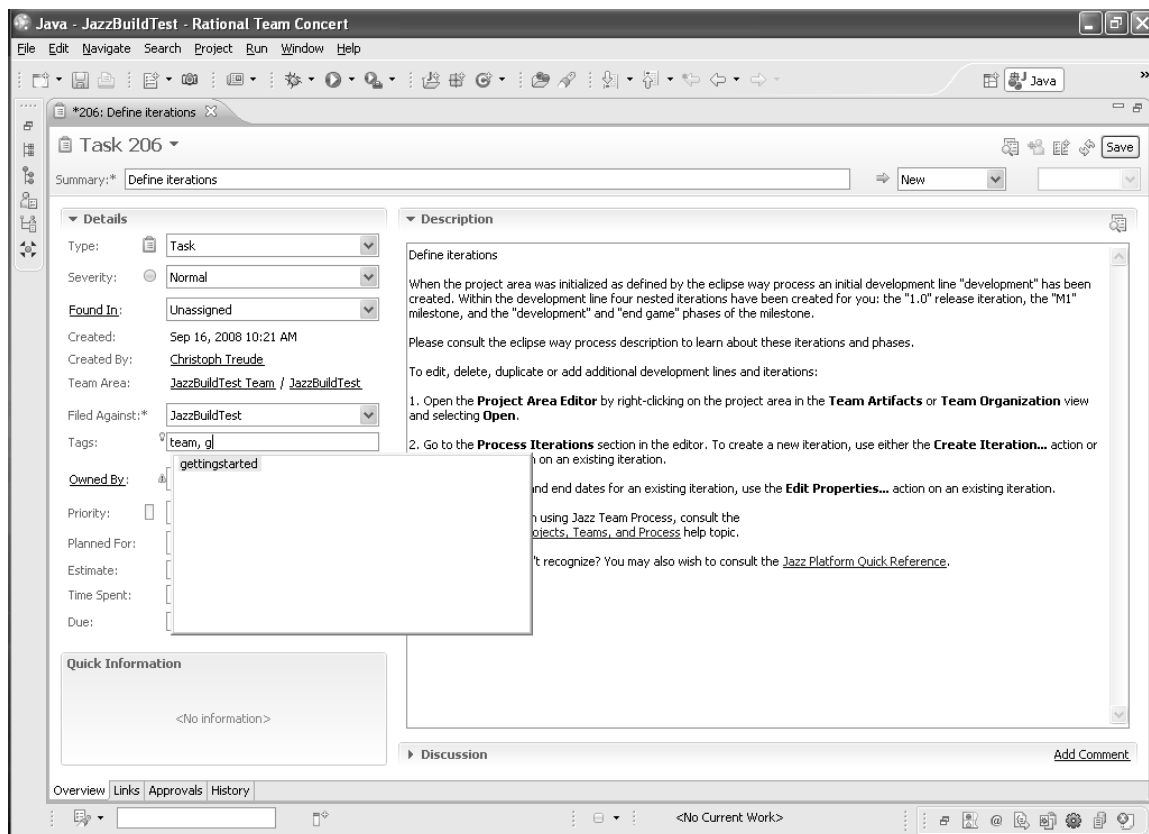 Java - JazzBuildTest - Rational Team Concert
File Edit Navigate Search Project Run Window Help
Java
*206: Define iterations
Task 206
Save
Summary:* Define iterations
New
Details
Description
Type: Task
Severity: Normal
Found In: Unassigned
Created: Sep 16, 2008 10:21 AM
Created By: Christoph Treude
Team Area: JazzBuildTest Team / JazzBuildTest
Filed Against:* JazzBuildTest
Tags: team, g
gettingstarted
Owned By:
Priority:
Planned For:
Estimate:
Time Spent:
Due:
Define iterations
When the project area was initialized as defined by the eclipse way process an initial development line "development" has been
created. Within the development line four nested iterations have been created for you: the "1.0" release iteration, the "M1"
milestone, and the "development" and "end game" phases of the milestone.
Please consult the eclipse way process description to learn about these iterations and phases.
To edit, delete, duplicate or add additional development lines and iterations:
1. Open the Project Area Editor by right-clicking on the project area in the Team Artifacts or Team Organization view
and selecting Open.
2. Go to the Process Iterations section in the editor. To create a new iteration, use either the Create Iteration... action or
on an existing iteration.
and end dates for an existing iteration, use the Edit Properties... action on an existing iteration.
using Jazz Team Process, consult the
ojects, Teams, and Process help topic.
't recognize? You may also wish to consult the Jazz Platform Quick Reference.
Quick Information
<No information>
Discussion
Add Comment
Overview Links Approvals History
<No Current Work>
@